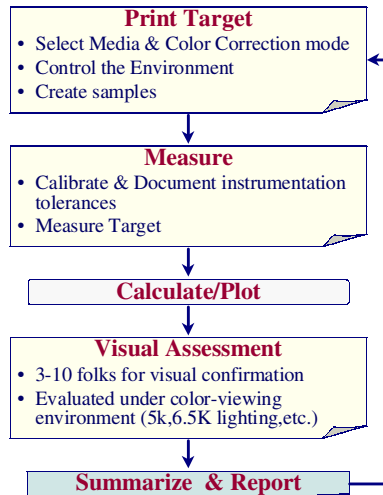 Print Target
• Select Media & Color Correction mode
• Control the Environment
• Create samples
Measure
• Calibrate & Document instrumentation
tolerances
• Measure Target
Calculate/Plot
Visual Assessment
• 3-10 folks for visual confirmation
• Evaluated under color-viewing
environment (5k,6.5K lighting,etc.)
Summarize & Report